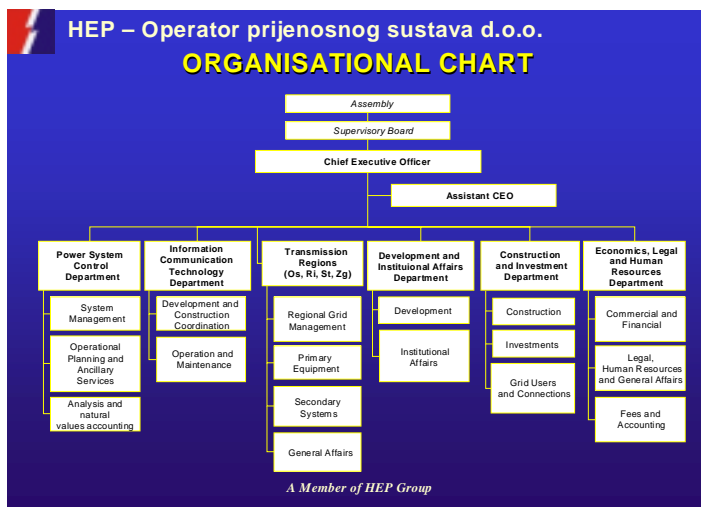 HEP – Operator prijenosnog sustava d.o.o.
ORGANISATIONAL CHART
Assembly
Supervisory Board
Chief Executive Officer
Assistant CEO
Power System
Control
Department
System
Management
Operational
Planning and
Ancillary
Services
Analysis and
natural
values accounting
Information
Communication
Technology
Department
Development and
Construction
Coordination
Operation and
Maintenance
Transmission
Regions
(Os, Ri, St, Zg)
Regional Grid
Management
Primary
Equipment
Secondary
Systems
General Affairs
Development and
Instituional Affairs
Department
Development
Institutional
Affairs
Construction
and Investment
Department
Construction
Investments
Grid Users
and Connections
Economics, Legal
and Human
Resources
Department
Commercial and
Financial
Legal,
Human Resources
and General Affairs
Fees and
Accounting
A Member of HEP Group